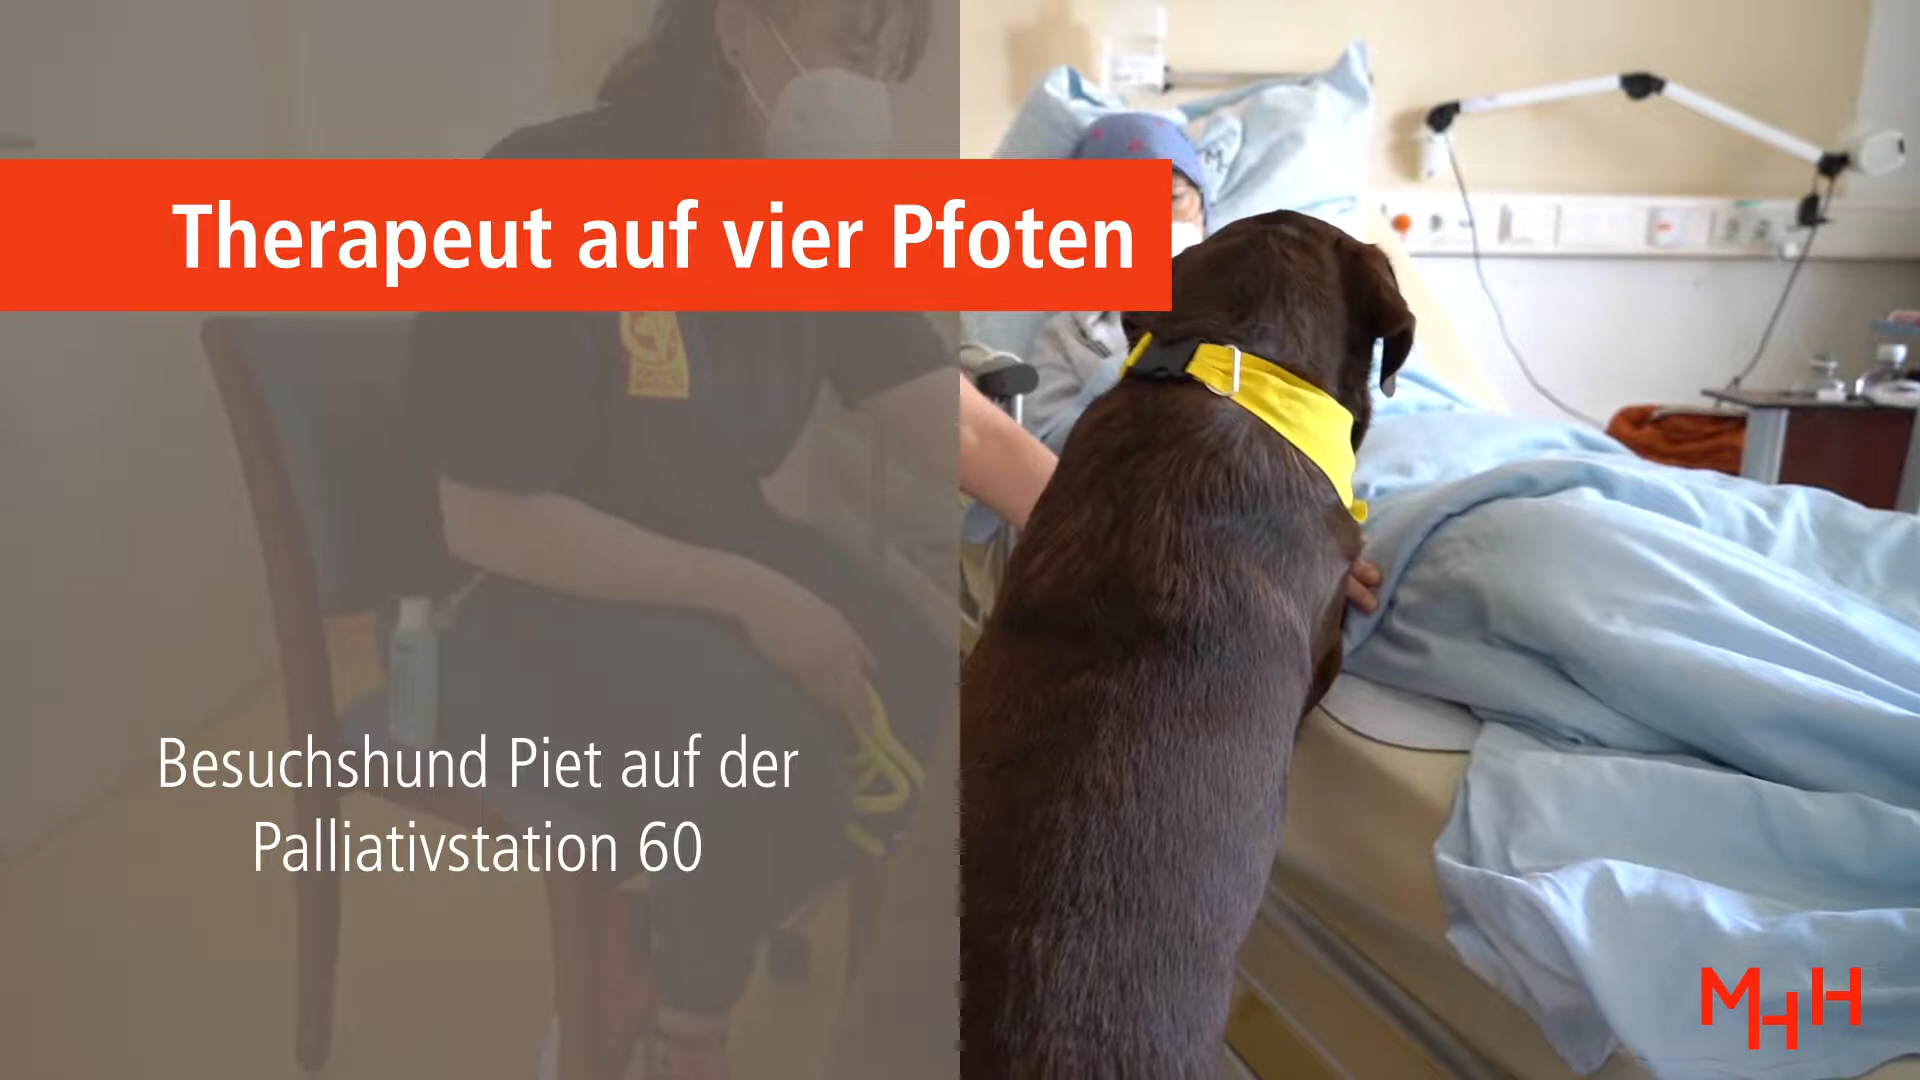 Therapeut auf vier Pfoten
Besuchshund Piet auf der
Palliativstation 60
MHH